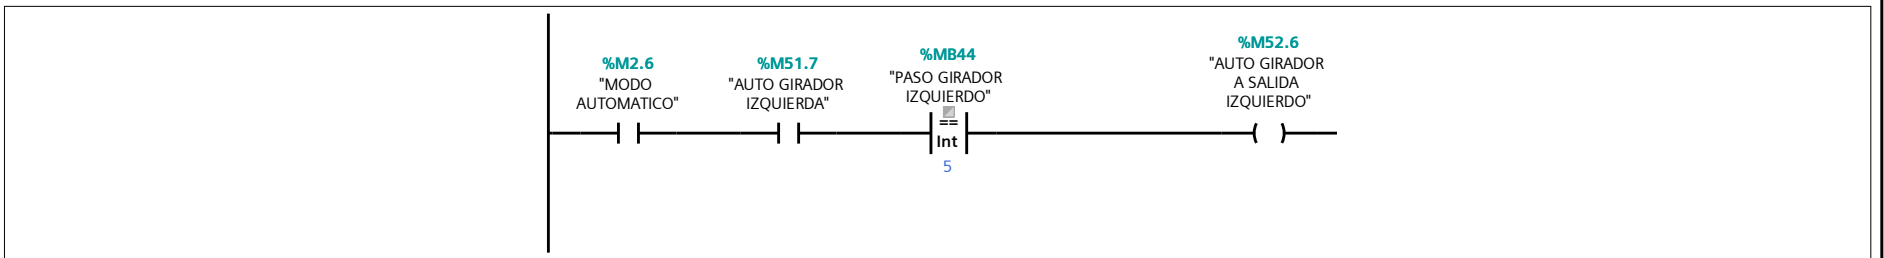 %M2.6
"MODO
AUTOMATICO"
%M51.7
"AUTO GIRADOR
IZQUIERDA"
%MB44
"PASO GIRADOR
IZQUIERDO"
==
Int
5
%M52.6
"AUTO GIRADOR
A SALIDA
IZQUIERDO"